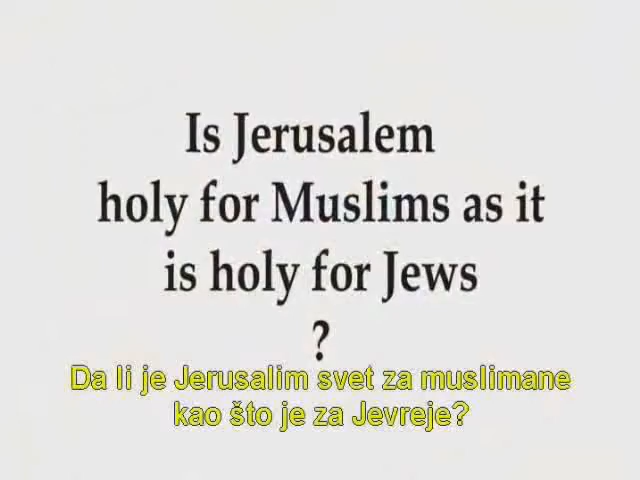 Is Jerusalem
holy for Muslims as it
is holy for Jews
?
Da li je Jerusalim svet za muslimane
kao što je za Jevreje?